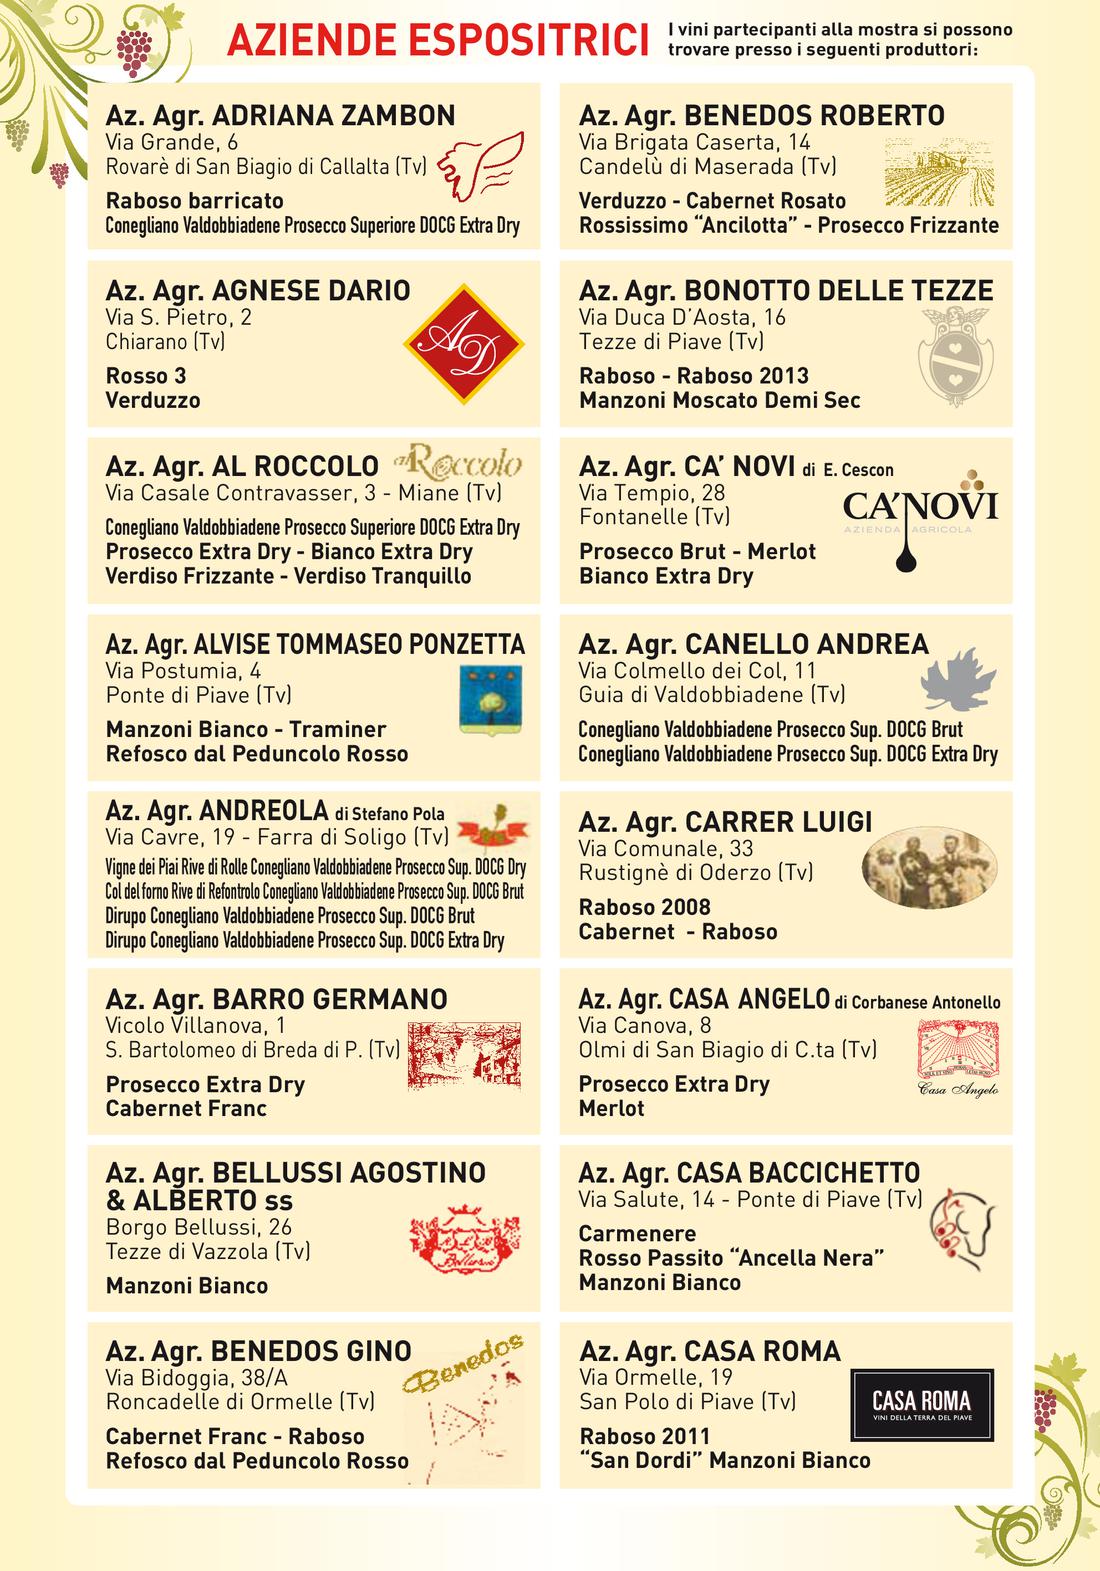 AZIENDE ESPOSITRICI
I vini partecipanti alla mostra si possono
trovare presso i seguenti produttori:
Az. Agr. ADRIANA ZAMBON
Via Grande, 6
Rovarè di San Biagio di Callalta (Tv)
Raboso barricato
Conegliano Valdobbiadene Prosecco Superiore DOCG Extra Dry
Az. Agr. AGNESE DARIO
Via S. Pietro, 2
Chiarano (Tv)
Rosso 3
Verduzzo
AD
Az. Agr. AL ROCCOLO
al Roccolo
Via Casale Contravasser, 3 - Miane (Tv)
Conegliano Valdobbiadene Prosecco Superiore DOCG Extra Dry
Prosecco Extra Dry - Bianco Extra Dry
Verdiso Frizzante - Verdiso Tranquillo
Az. Agr. ALVISE TOMMASEO PONZETTA
Via Postumia, 4
Ponte di Piave (Tv)
Manzoni Bianco - Traminer
Refosco dal Peduncolo Rosso
Az. Agr. ANDREOLA di Stefano Pola
Via Cavre, 19 - Farra di Soligo (Tv)
Vigne dei Piai Rive di Rolle Conegliano Valdobbiadene Prosecco Sup. DOCG Dry
Col del forno Rive di Refontrolo Conegliano Valdobbiadene Prosecco Sup. DOCG Brut
Dirupo Conegliano Valdobbiadene Prosecco Sup. DOCG Brut
Dirupo Conegliano Valdobbiadene Prosecco Sup. DOCG Extra Dry
Az. Agr. BARRO GERMANO
Vicolo Villanova, 1
S. Bartolomeo di Breda di P. (Tv)
Prosecco Extra Dry
Cabernet Franc
Az. Agr. BELLUSSI AGOSTINO
& ALBERTO ss
Borgo Bellussi, 26
Tezze di Vazzola (Tv)
Manzoni Bianco
Bellussi
Az. Agr. BENEDOS GINO
Via Bidoggia, 38/A
Roncadelle di Ormelle (Tv)
Cabernet Franc - Raboso
Refosco dal Peduncolo Rosso
Benedos
Az. Agr. BENEDOS ROBERTO
Via Brigata Caserta, 14
Candelù di Maserada (Tv)
Verduzzo - Cabernet Rosato
Rossissimo “Ancilotta” - Prosecco Frizzante
Az. Agr. BONOTTO DELLE TEZZE
Via Duca D’Aosta, 16
Tezze di Piave (Tv)
Raboso - Raboso 2013
Manzoni Moscato Demi Sec
Az. Agr. CA’ NOVI di E. Cescon
Via Tempio, 28
Fontanelle (Tv)
Prosecco Brut - Merlot
Bianco Extra Dry
CA’NOVI
AZIENDA AGRICOLA
Az. Agr. CANELLO ANDREA
Via Colmello dei Col, 11
Guia di Valdobbiadene (Tv)
Conegliano Valdobbiadene Prosecco Sup. DOCG Brut
Conegliano Valdobbiadene Prosecco Sup. DOCG Extra Dry
Az. Agr. CARRER LUIGI
Via Comunale, 33
Rustignè di Oderzo (Tv)
Raboso 2008
Cabernet - Raboso
Az. Agr. CASA ANGELO di Corbanese Antonello
Via Canova, 8
Olmi di San Biagio di C.ta (Tv)
Prosecco Extra Dry
Merlot
Casa Angelo
Az. Agr. CASA BACCICHETTO
Via Salute, 14 - Ponte di Piave (Tv)
Carmenere
Rosso Passito “Ancella Nera”
Manzoni Bianco
Az. Agr. CASA ROMA
Via Ormelle, 19
San Polo di Piave (Tv)
Raboso 2011
“San Dordi” Manzoni Bianco
CASA ROMA
VINI DELLA TERRA DEL PIAVE